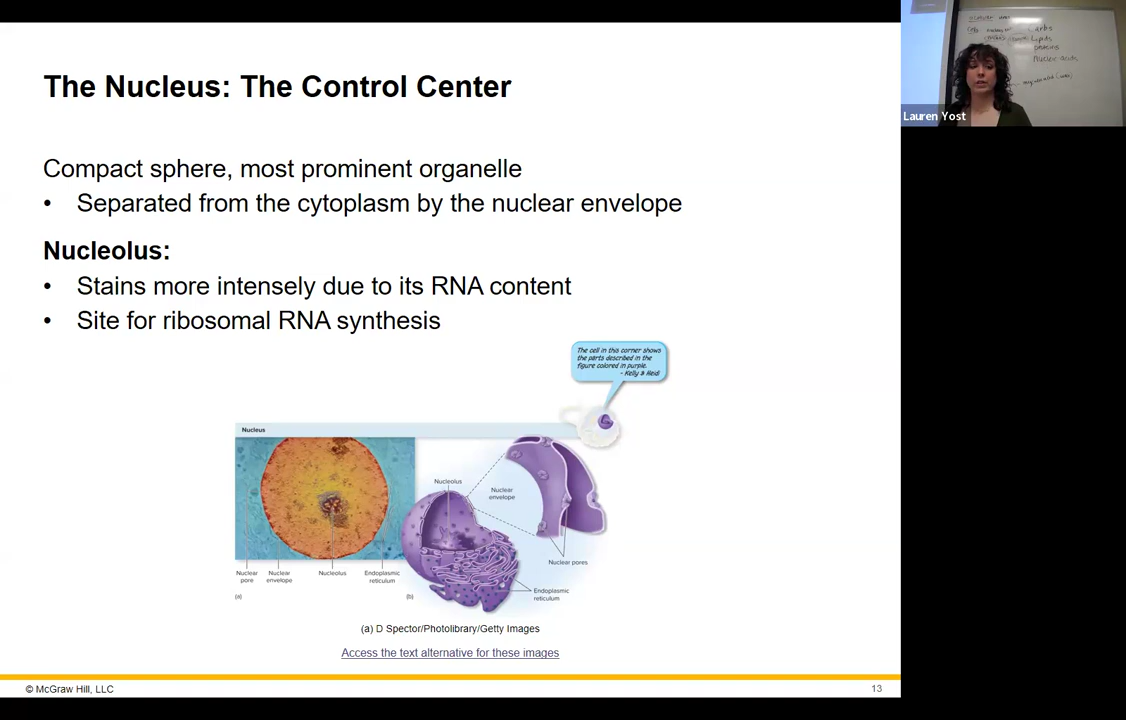 The Nucleus: The Control Center
Compact sphere, most prominent organelle
• Separated from the cytoplasm by the nuclear envelope
Nucleolus:
• Stains more intensely due to its RNA content
• Site for ribosomal RNA synthesis
The cell in this corner shows
the parts described in the
figure colored in purple.
- Kelly & Heidi
Nucleus
Nucleolus
Nuclear
envelope
Nuclear pores
Endoplasmic
reticulum
Nuclear
pore
Nuclear
envelope
Nucleolus
Endoplasmic
reticulum
(a)
(b)
(a) D Spector/Photolibrary/Getty Images
Access the text alternative for these images
© McGraw Hill, LLC
13
Carbs
Lipids
proteins
Nucleic acids
Lauren Yost